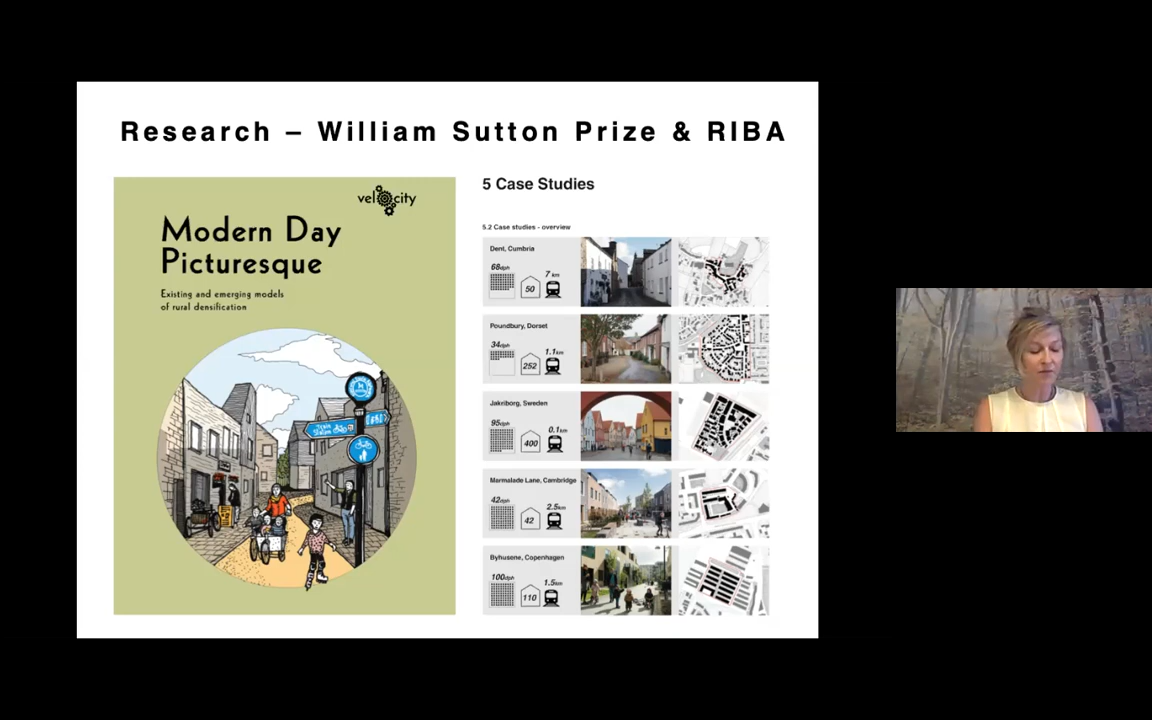 Research – William Sutton Prize & RIBA
velocity
Modern Day
Picturesque
Existing and emerging models
of rural densification
Train
Station
5 Case Studies
5.2 Case studies - overview
Dent, Cumbria
68dph
50
7 km
Poundbury, Dorset
34dph
252
1.1km
Jakriborg, Sweden
95dph
400
0.1km
Marmalade Lane, Cambridge
42dph
42
2.5km
Byhusene, Copenhagen
100dph
110
1.5km